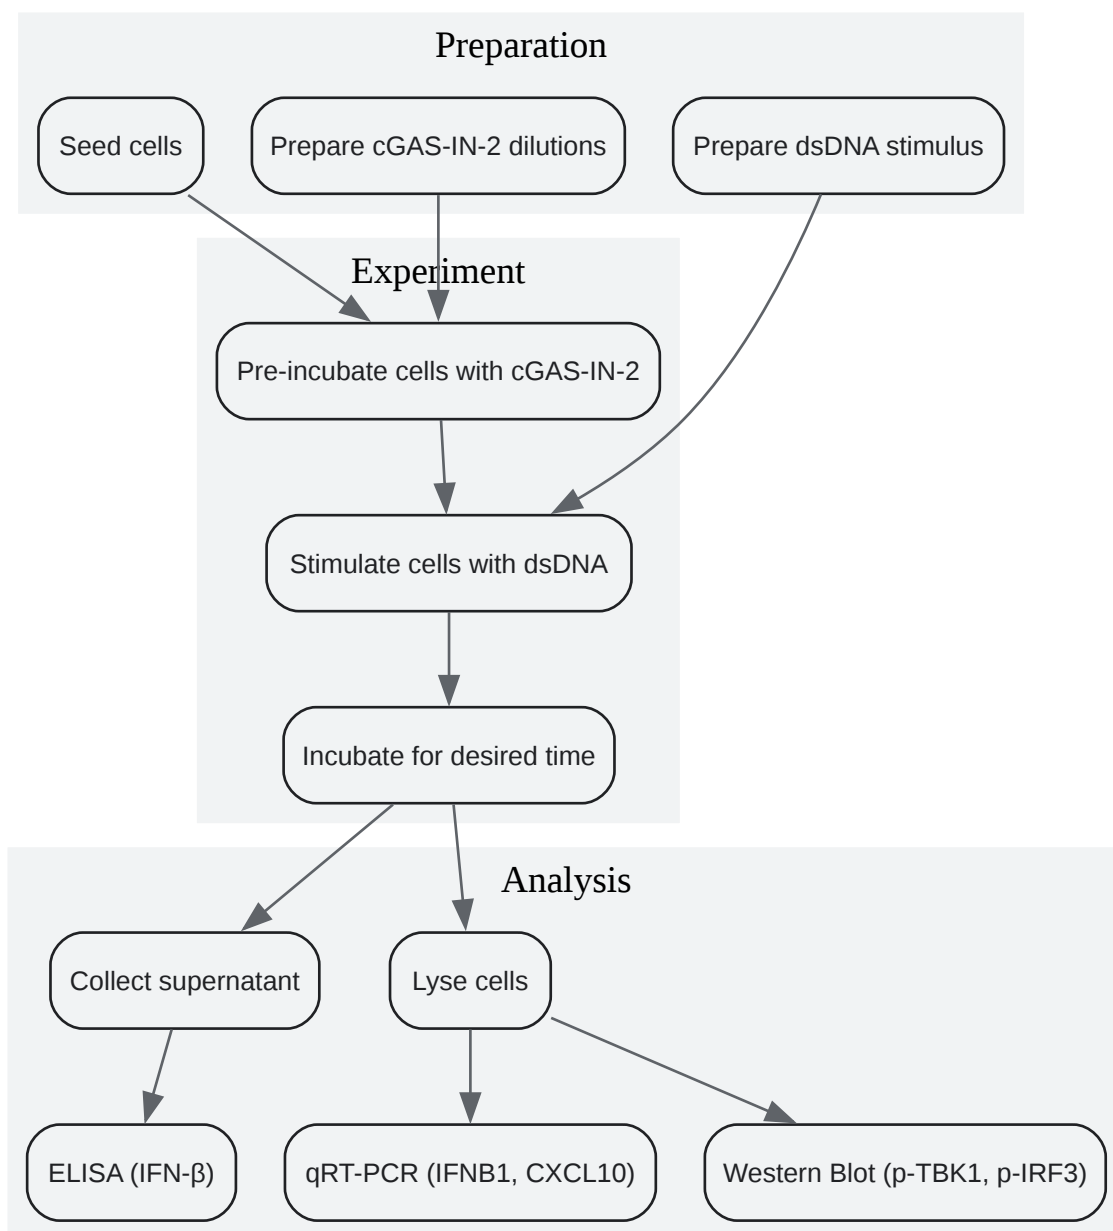 Preparation
Seed cells
Prepare cGAS-IN-2 dilutions
Prepare dsDNA stimulus
Experiment
Pre-incubate cells with cGAS-IN-2
Stimulate cells with dsDNA
Incubate for desired time
Analysis
Collect supernatant
Lyse cells
ELISA (IFN-β)
qRT-PCR (IFNB1, CXCL10)
Western Blot (p-TBK1, p-IRF3)